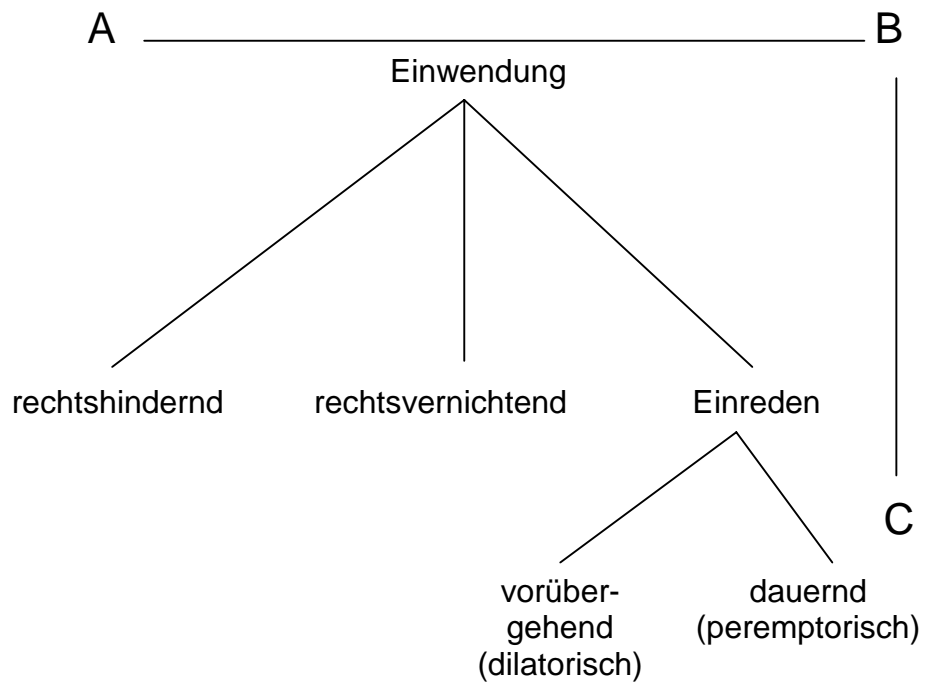 A
B
Einwendung
rechtshindernd
rechtsvernichtend
Einreden
C
vorüber-
gehend
(dilatorisch)
dauernd
(peremptorisch)